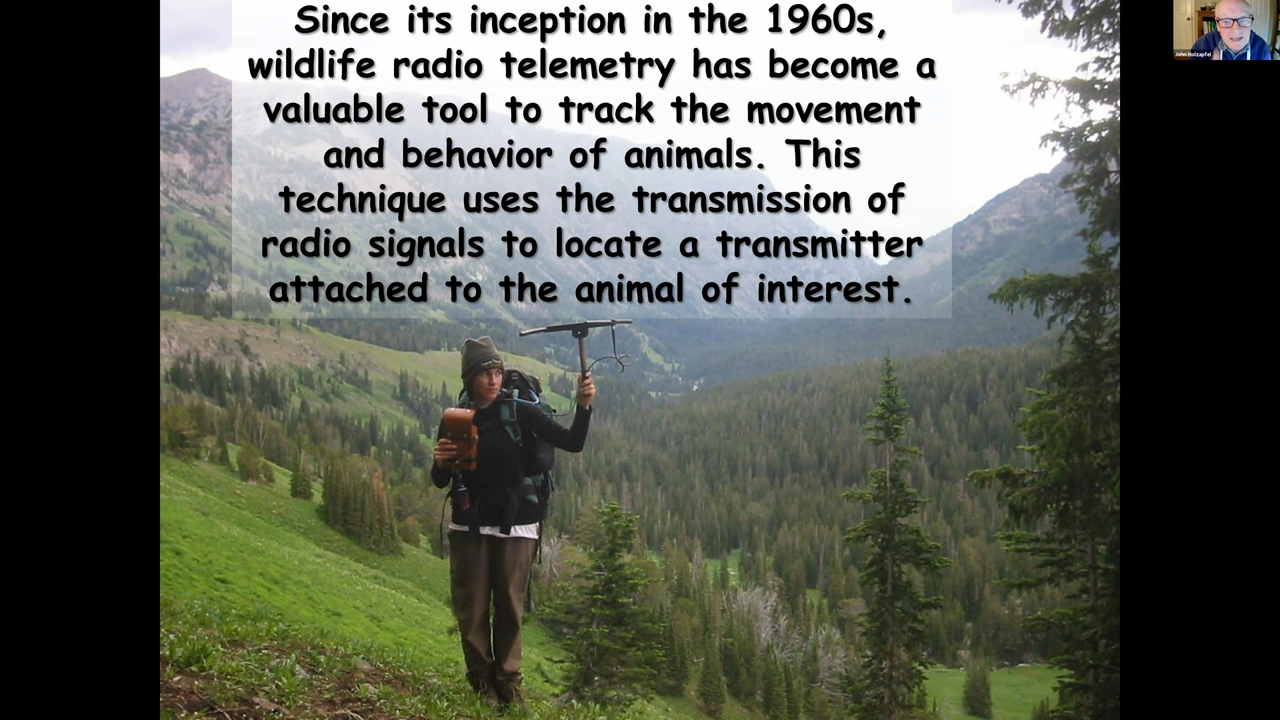 Since its inception in the 1960s,
wildlife radio telemetry has become a
valuable tool to track the movement
and behavior of animals. This
technique uses the transmission of
radio signals to locate a transmitter
attached to the animal of interest.
John Holzapfel